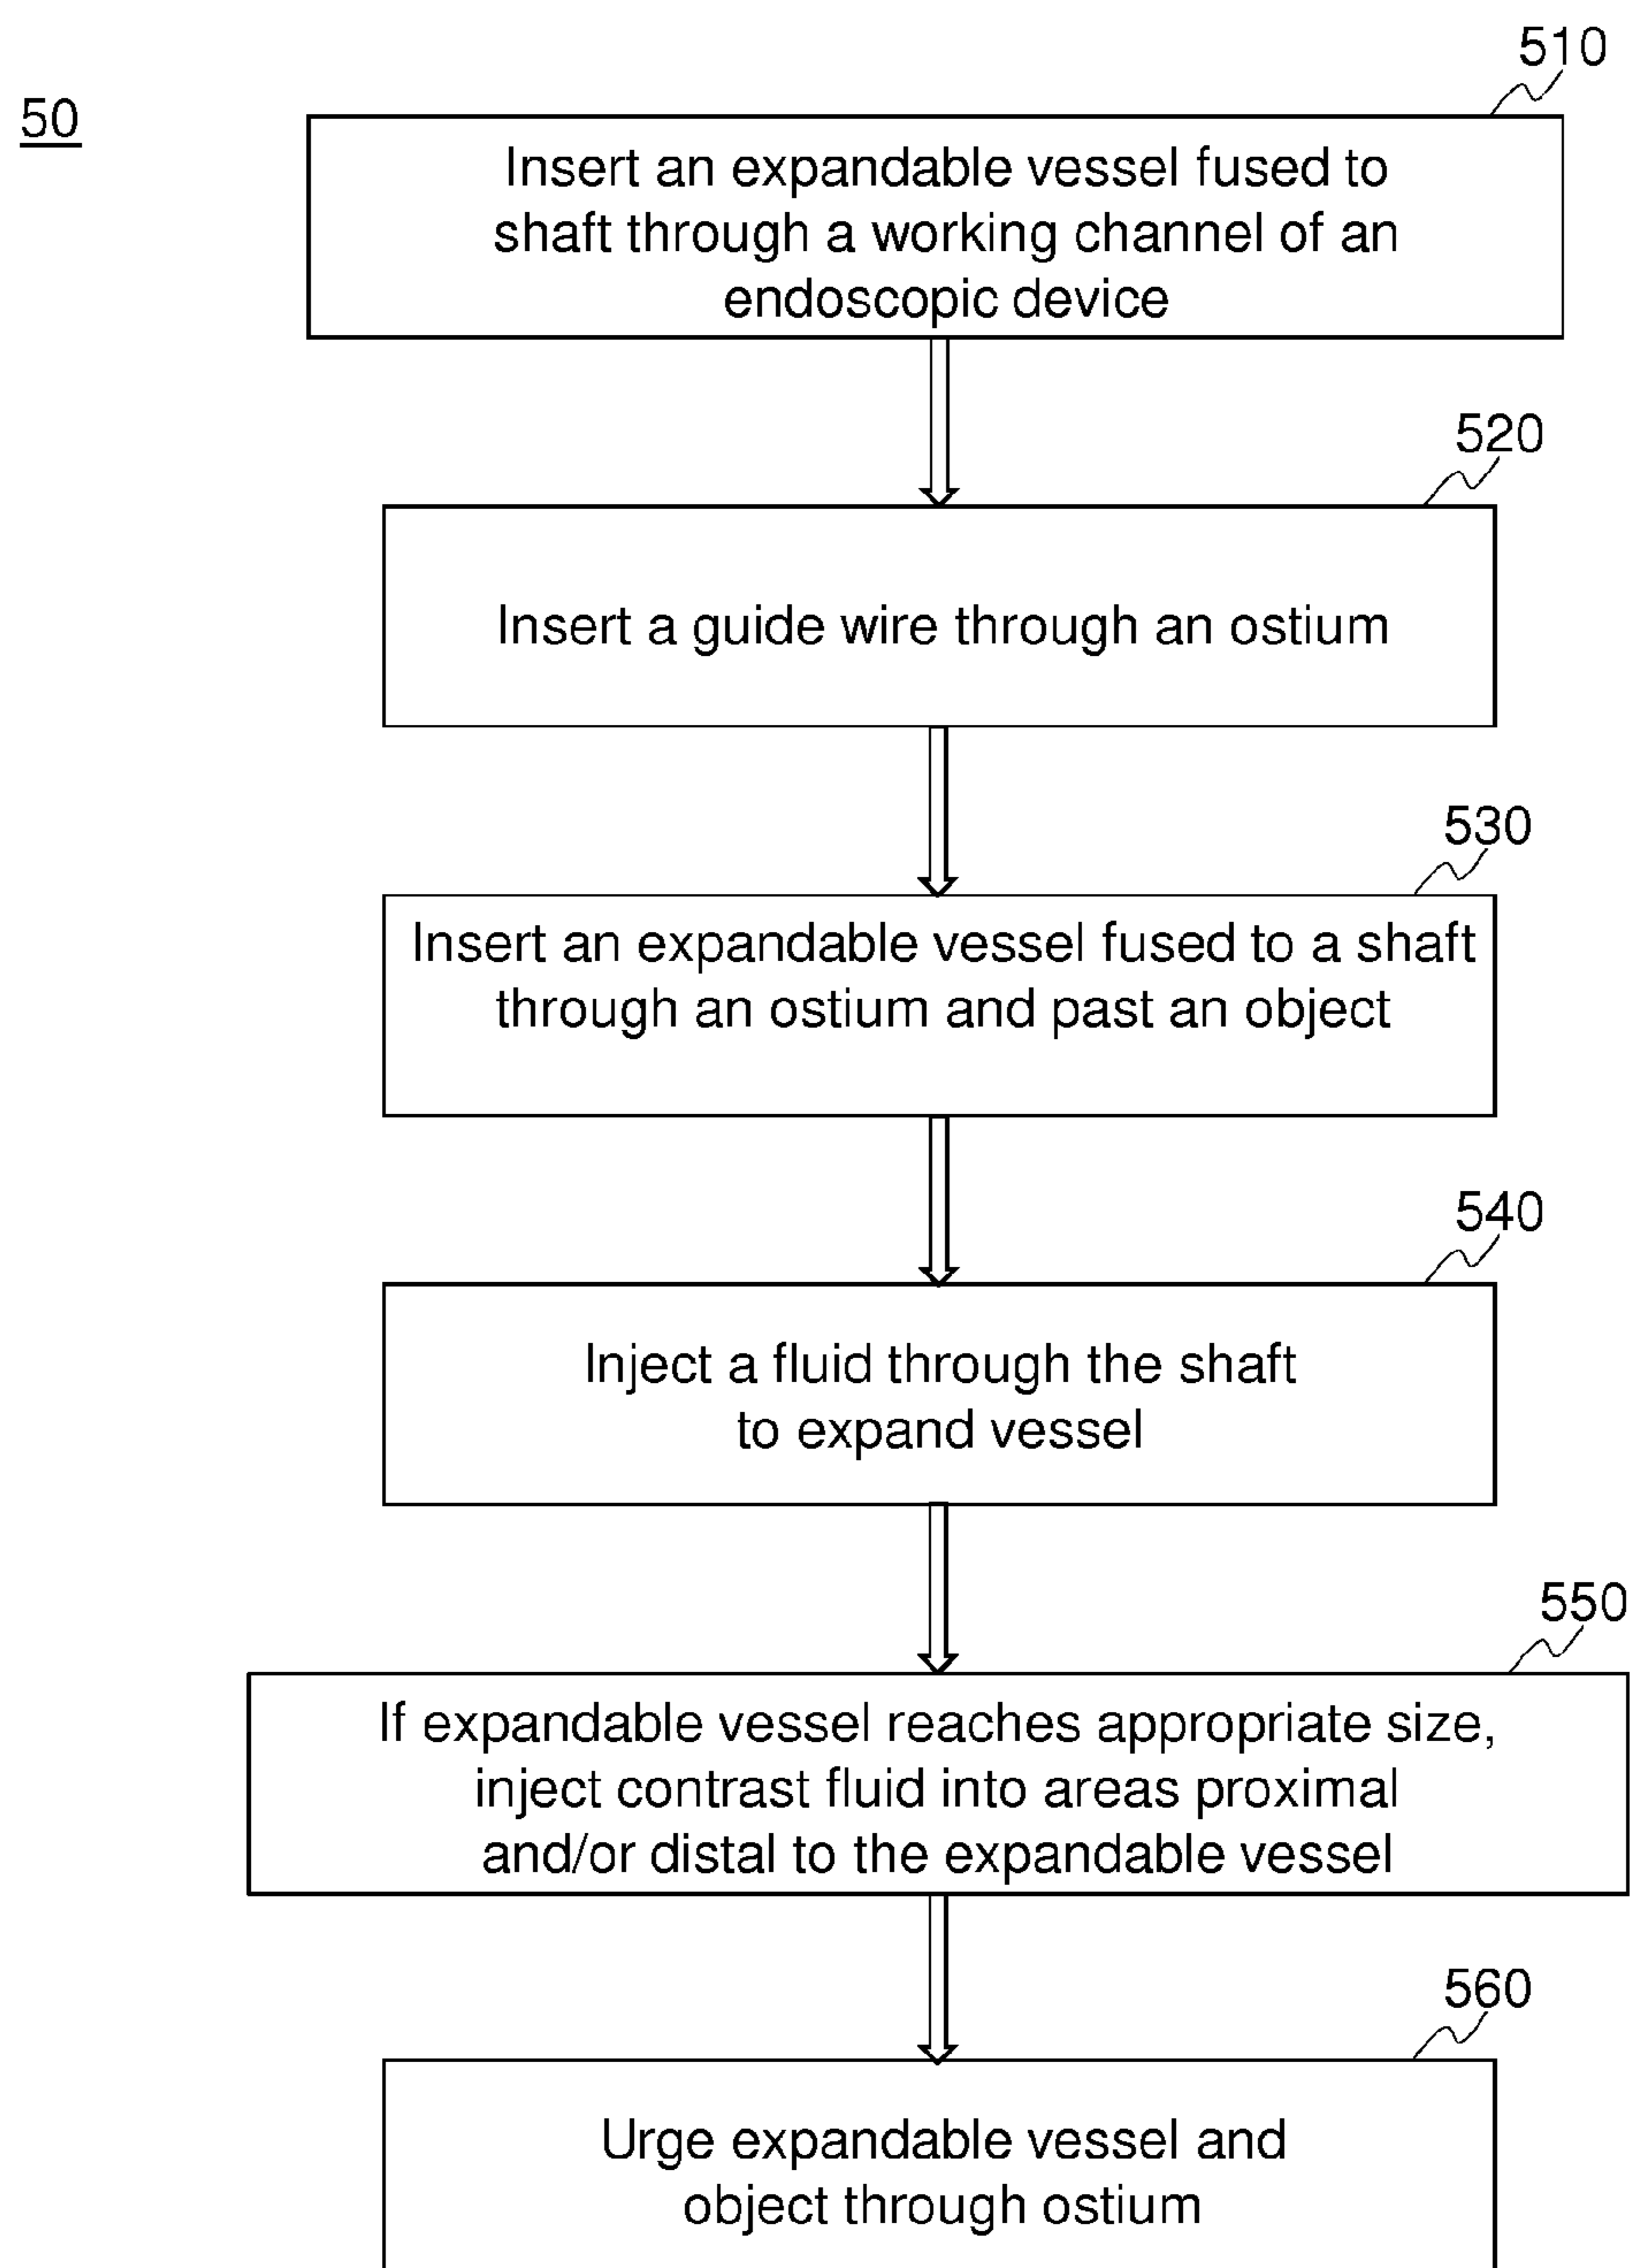 510
50
Insert an expandable vessel fused to
shaft through a working channel of an
endoscopic device
520
Insert a guide wire through an ostium
530
Insert an expandable vessel fused to a shaft
through an ostium and past an object
540
Inject a fluid through the shaft
to expand vessel
550
If expandable vessel reaches appropriate size,
inject contrast fluid into areas proximal
and/or distal to the expandable vessel
560
Urge expandable vessel and
object through ostium